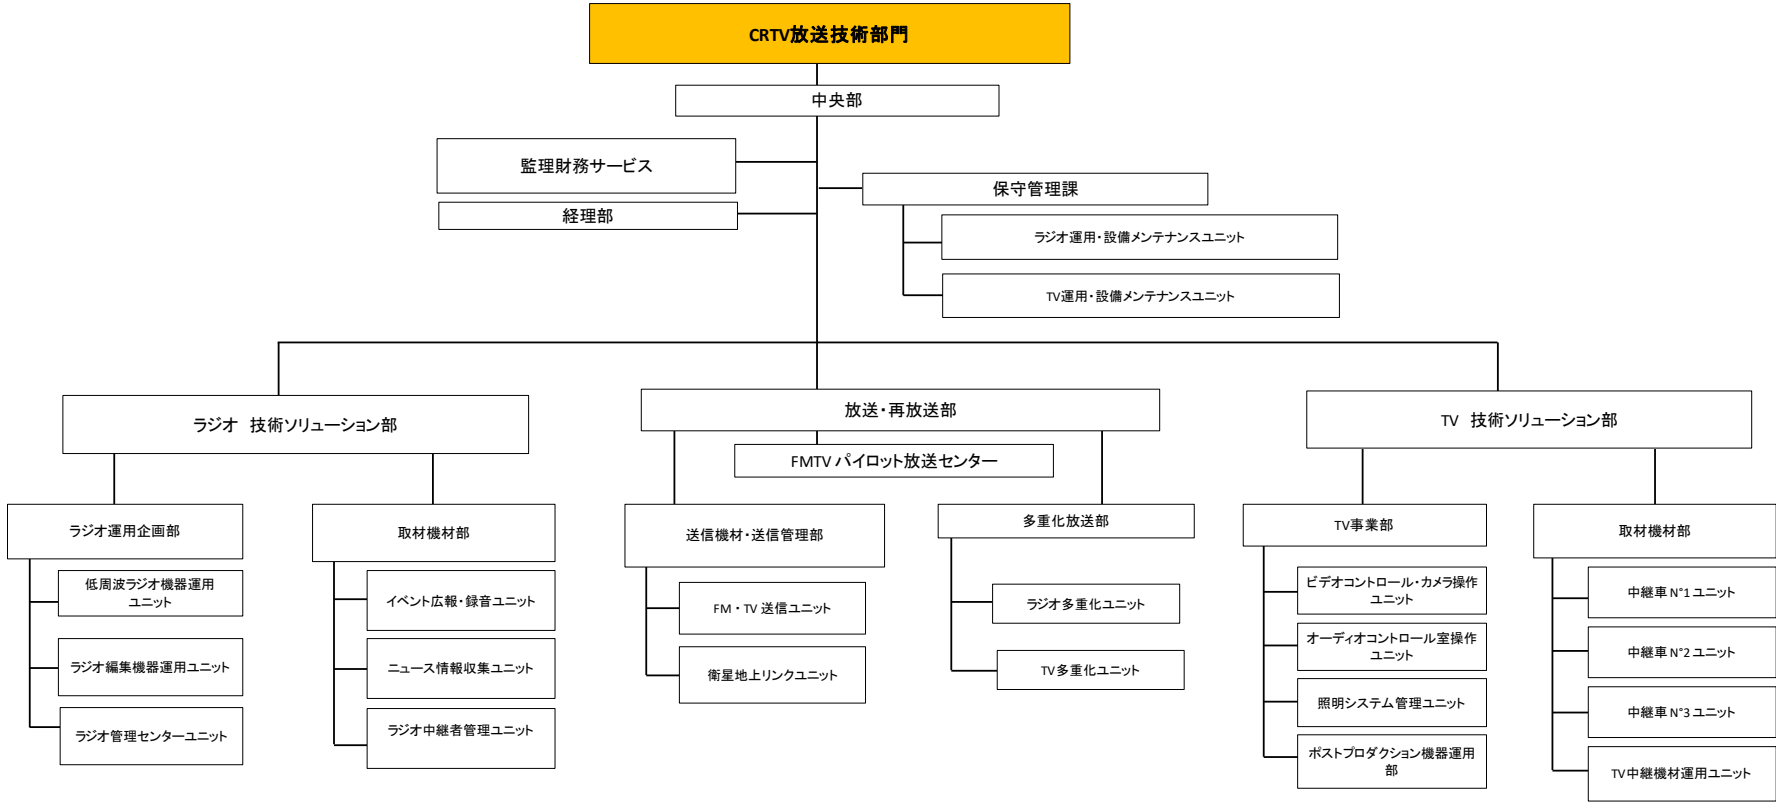 CRTV放送技術部門
中央部
監理財務サービス
経理部
保守管理課
ラジオ運用・設備メンテナンスユニット
TV運用・設備メンテナンスユニット
ラジオ 技術ソリューション部
放送・再放送部
FMTV パイロット放送センター
TV 技術ソリューション部
ラジオ運用企画部
低周波ラジオ機器運用
ユニット
ラジオ編集機器運用ユニット
ラジオ管理センターユニット
取材機材部
イベント広報・録音ユニット
ニュース情報収集ユニット
ラジオ中継者管理ユニット
送信機材・送信管理部
FM・TV 送信ユニット
衛星地上リンクユニット
多重化放送部
ラジオ多重化ユニット
TV多重化ユニット
TV事業部
ビデオコントロール・カメラ操作
ユニット
オーディオコントロール室操作
ユニット
照明システム管理ユニット
ポストプロダクション機器運用
部
取材機材部
中継車 N°1 ユニット
中継車 N°2 ユニット
中継車 N°3 ユニット
TV中継機材運用ユニット